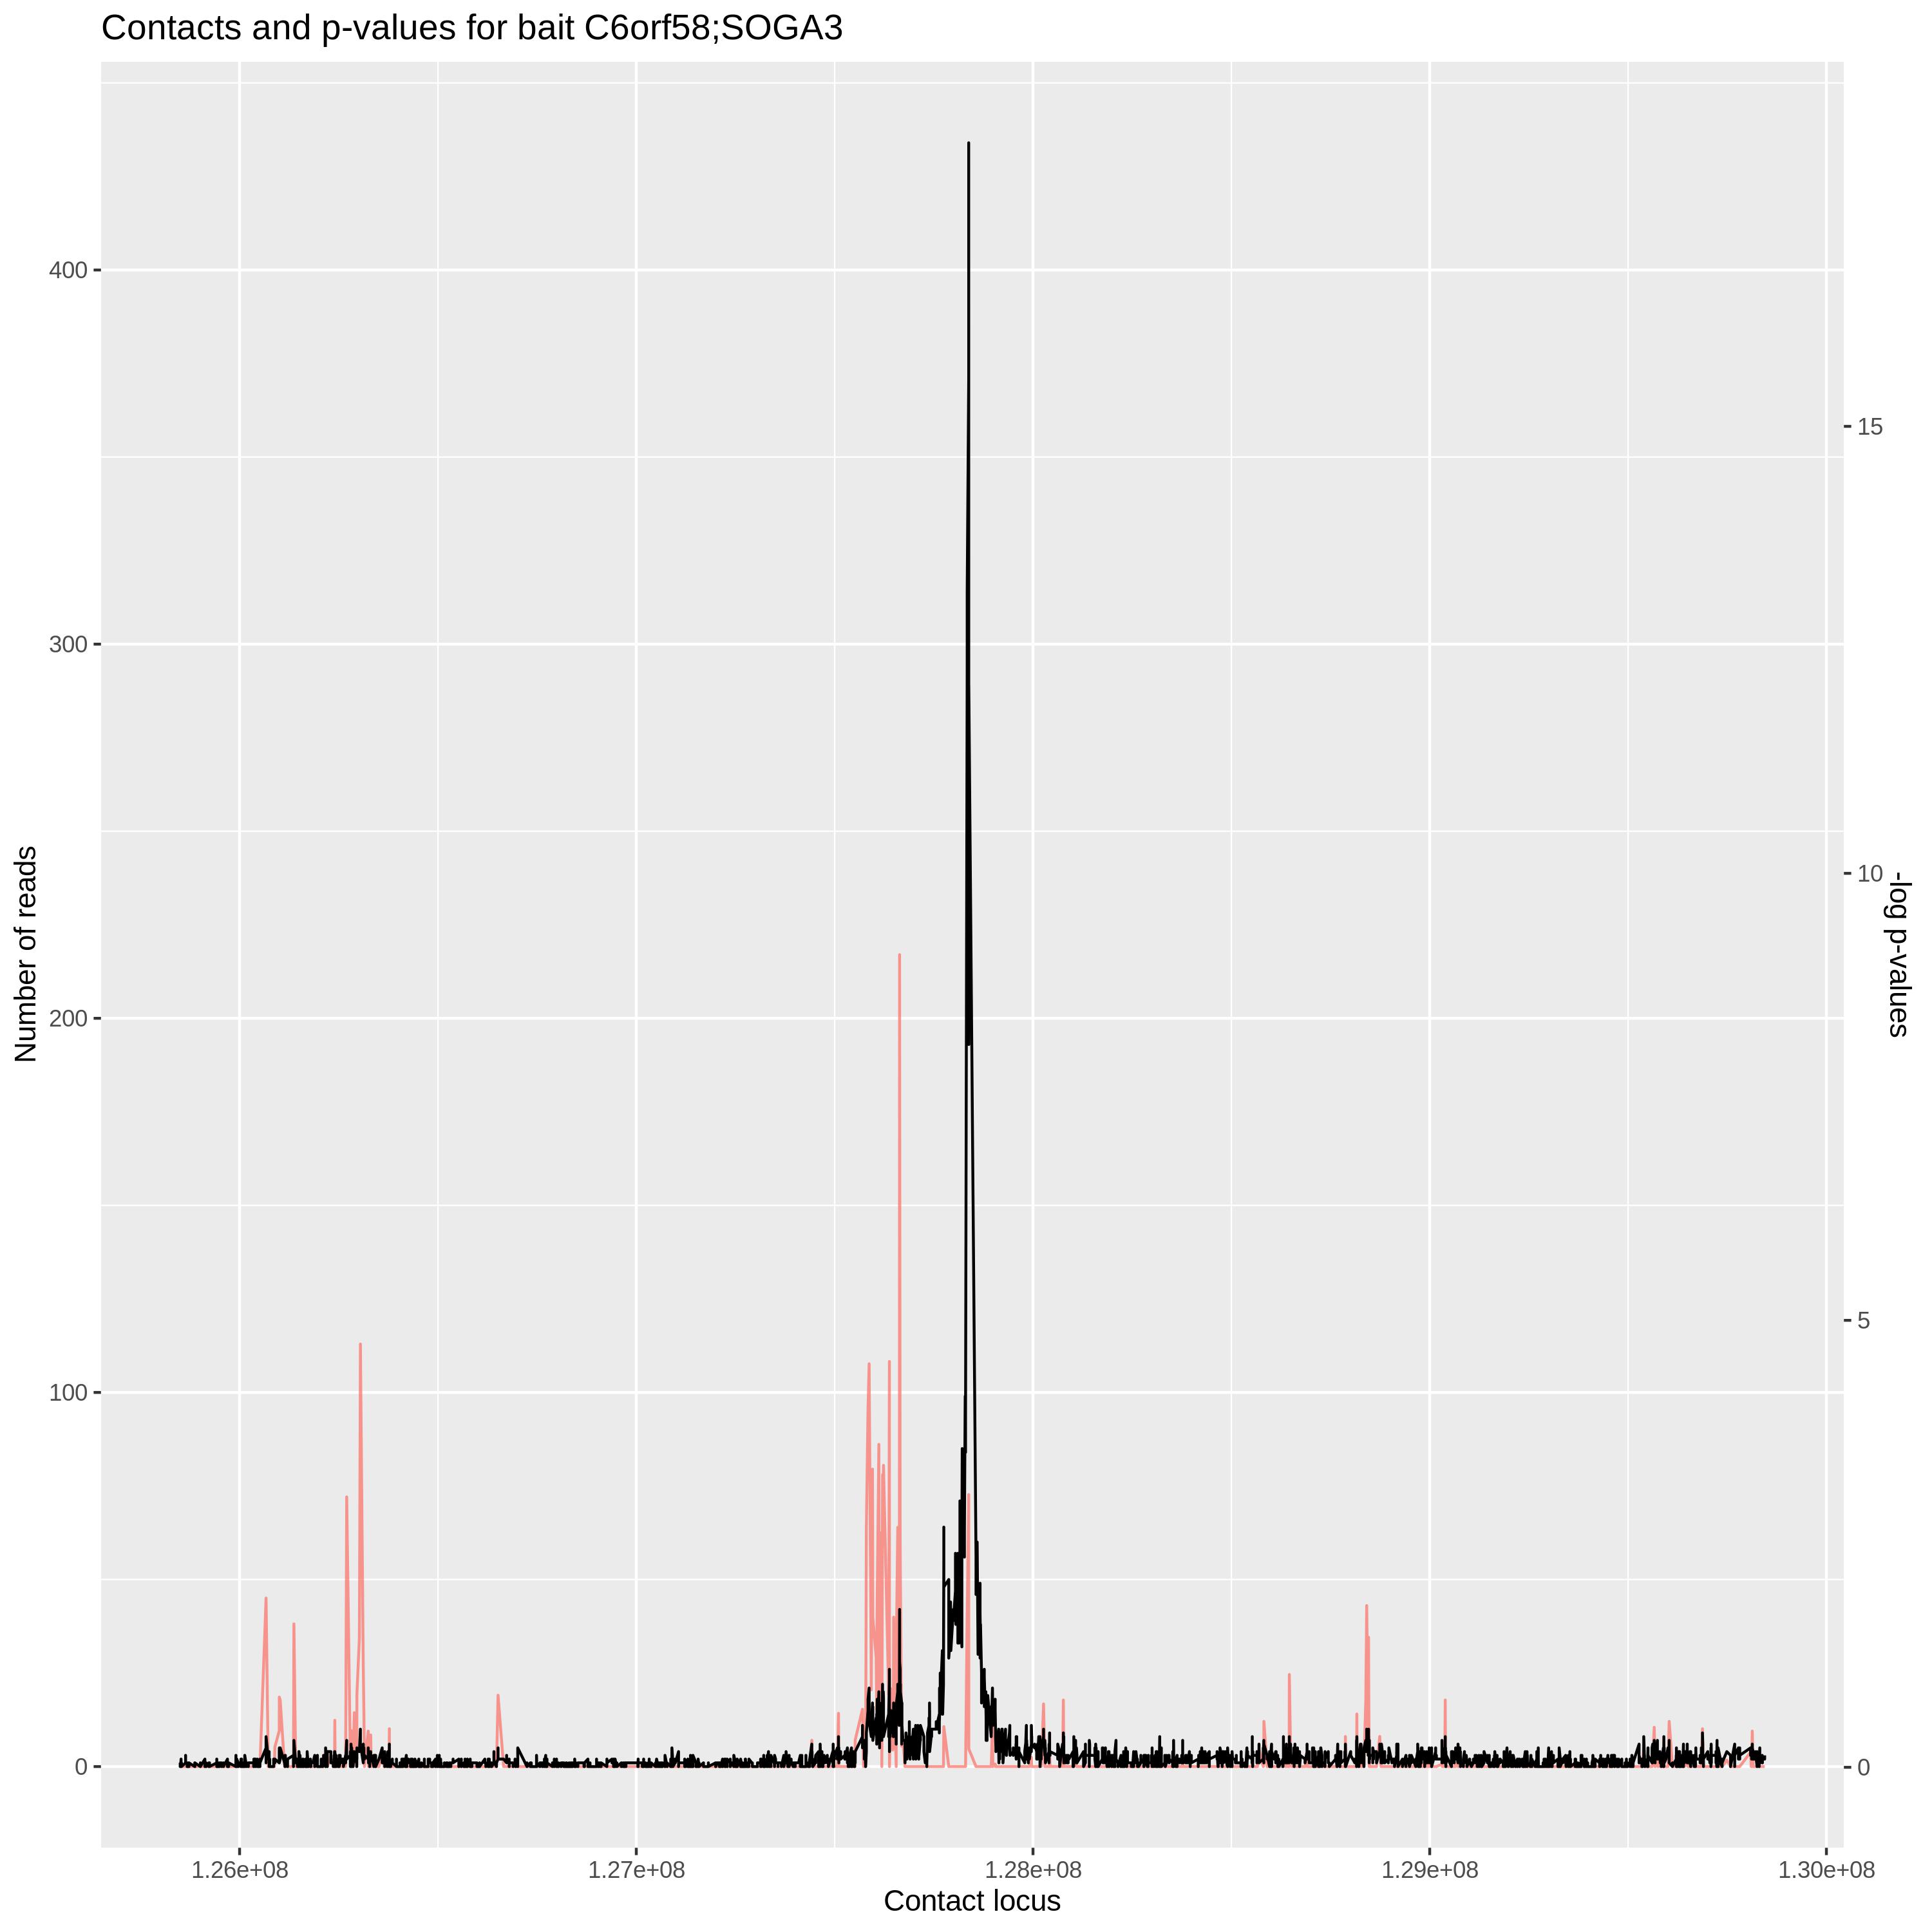 Contacts and p-values for bait C6orf58;SOGA3
400
300
200
100
0
Number of reads
15
10
5
0
-log p-values
1.26e+08
1.27e+08
1.28e+08
1.29e+08
1.30e+08
Contact locus